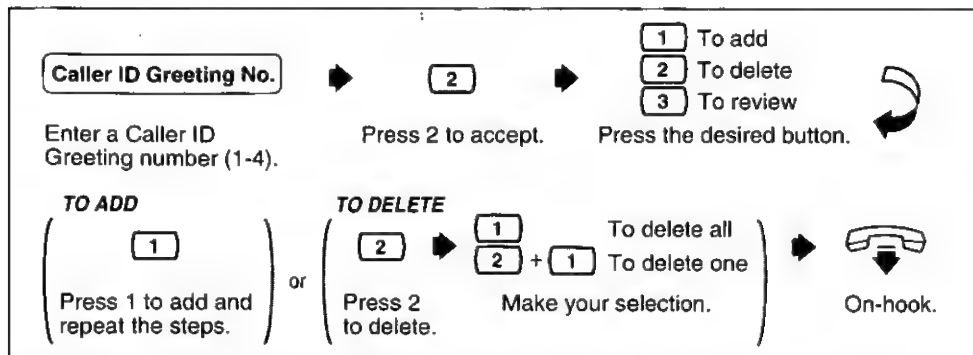 1 To add
Caller ID Greeting No.
2
2 To delete
3 To review
Enter a Caller ID
Greeting number (1-4).
Press 2 to accept.
Press the desired button.
TO ADD
1
Press 1 to add and
repeat the steps.
or
TO DELETE
2
Press 2
to delete.
1 To delete all
2 + 1 To delete one
Make your selection.
On-hook.